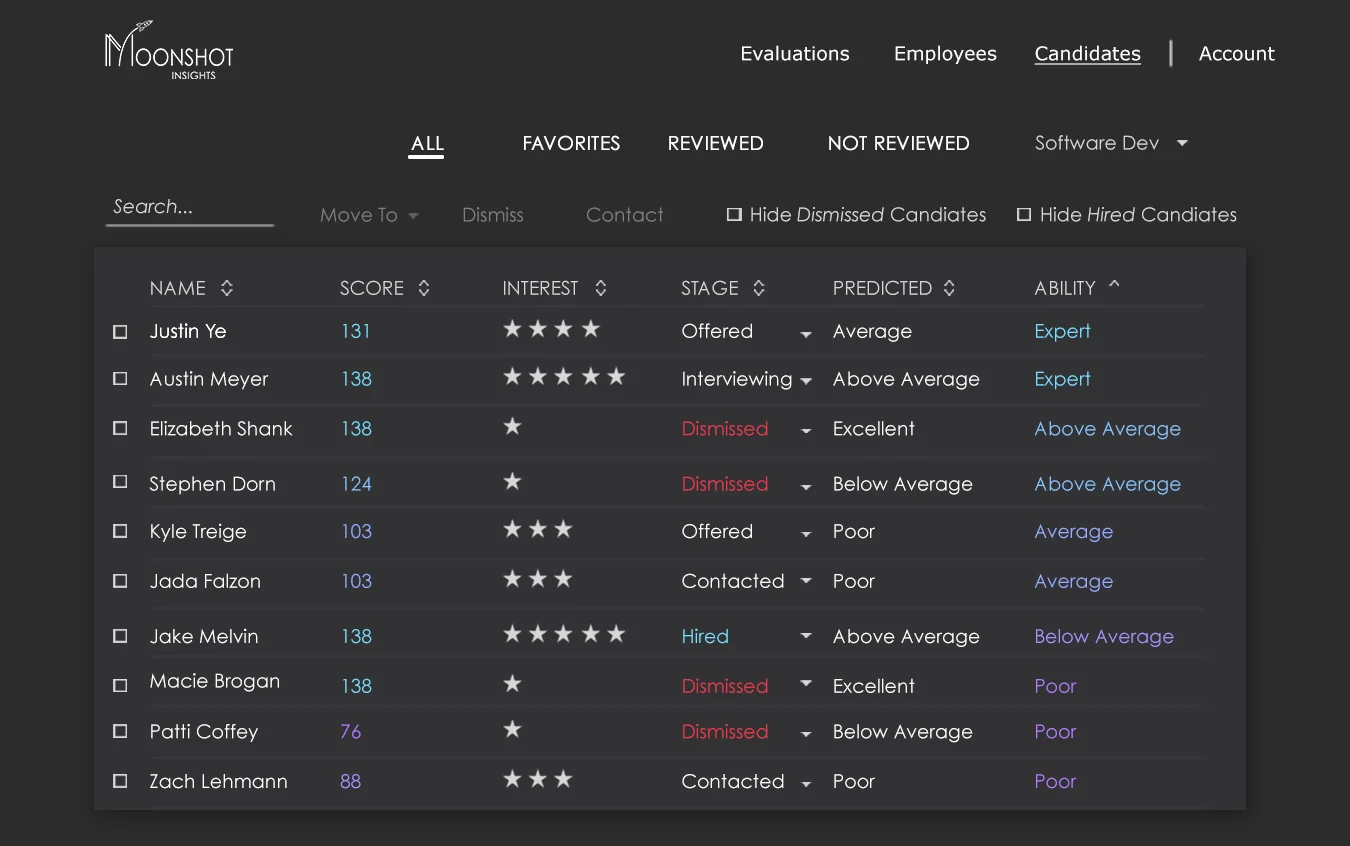 MOONSHOT
INSIGHTS
Evaluations Employees Candidates | Account
ALL FAVORITES REVIEWED NOT REVIEWED Software Dev
Search...
Move To Dismiss Contact Hide Dismissed Candiates Hide Hired Candiates
NAME SCORE INTEREST STAGE PREDICTED ABILITY
Justin Ye 131 ★★★★ Offered Average Expert
Austin Meyer 138 ★★★★★ Interviewing Above Average Expert
Elizabeth Shank 138 ★ Dismissed Excellent Above Average
Stephen Dorn 124 ★ Dismissed Below Average Above Average
Kyle Treige 103 ★★★ Offered Poor Average
Jada Falzon 103 ★★★ Contacted Poor Average
Jake Melvin 138 ★★★★★ Hired Above Average Below Average
Macie Brogan 138 ★ Dismissed Excellent Poor
Patti Coffey 76 ★ Dismissed Below Average Poor
Zach Lehmann 88 ★★★ Contacted Poor Poor